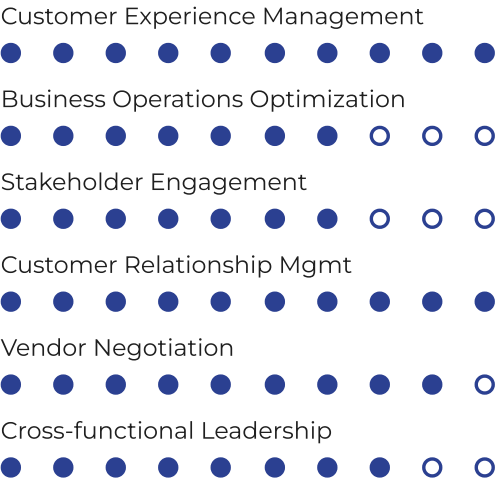 Customer Experience Management
Business Operations Optimization
Stakeholder Engagement
Customer Relationship Mgmt
Vendor Negotiation
Cross-functional Leadership